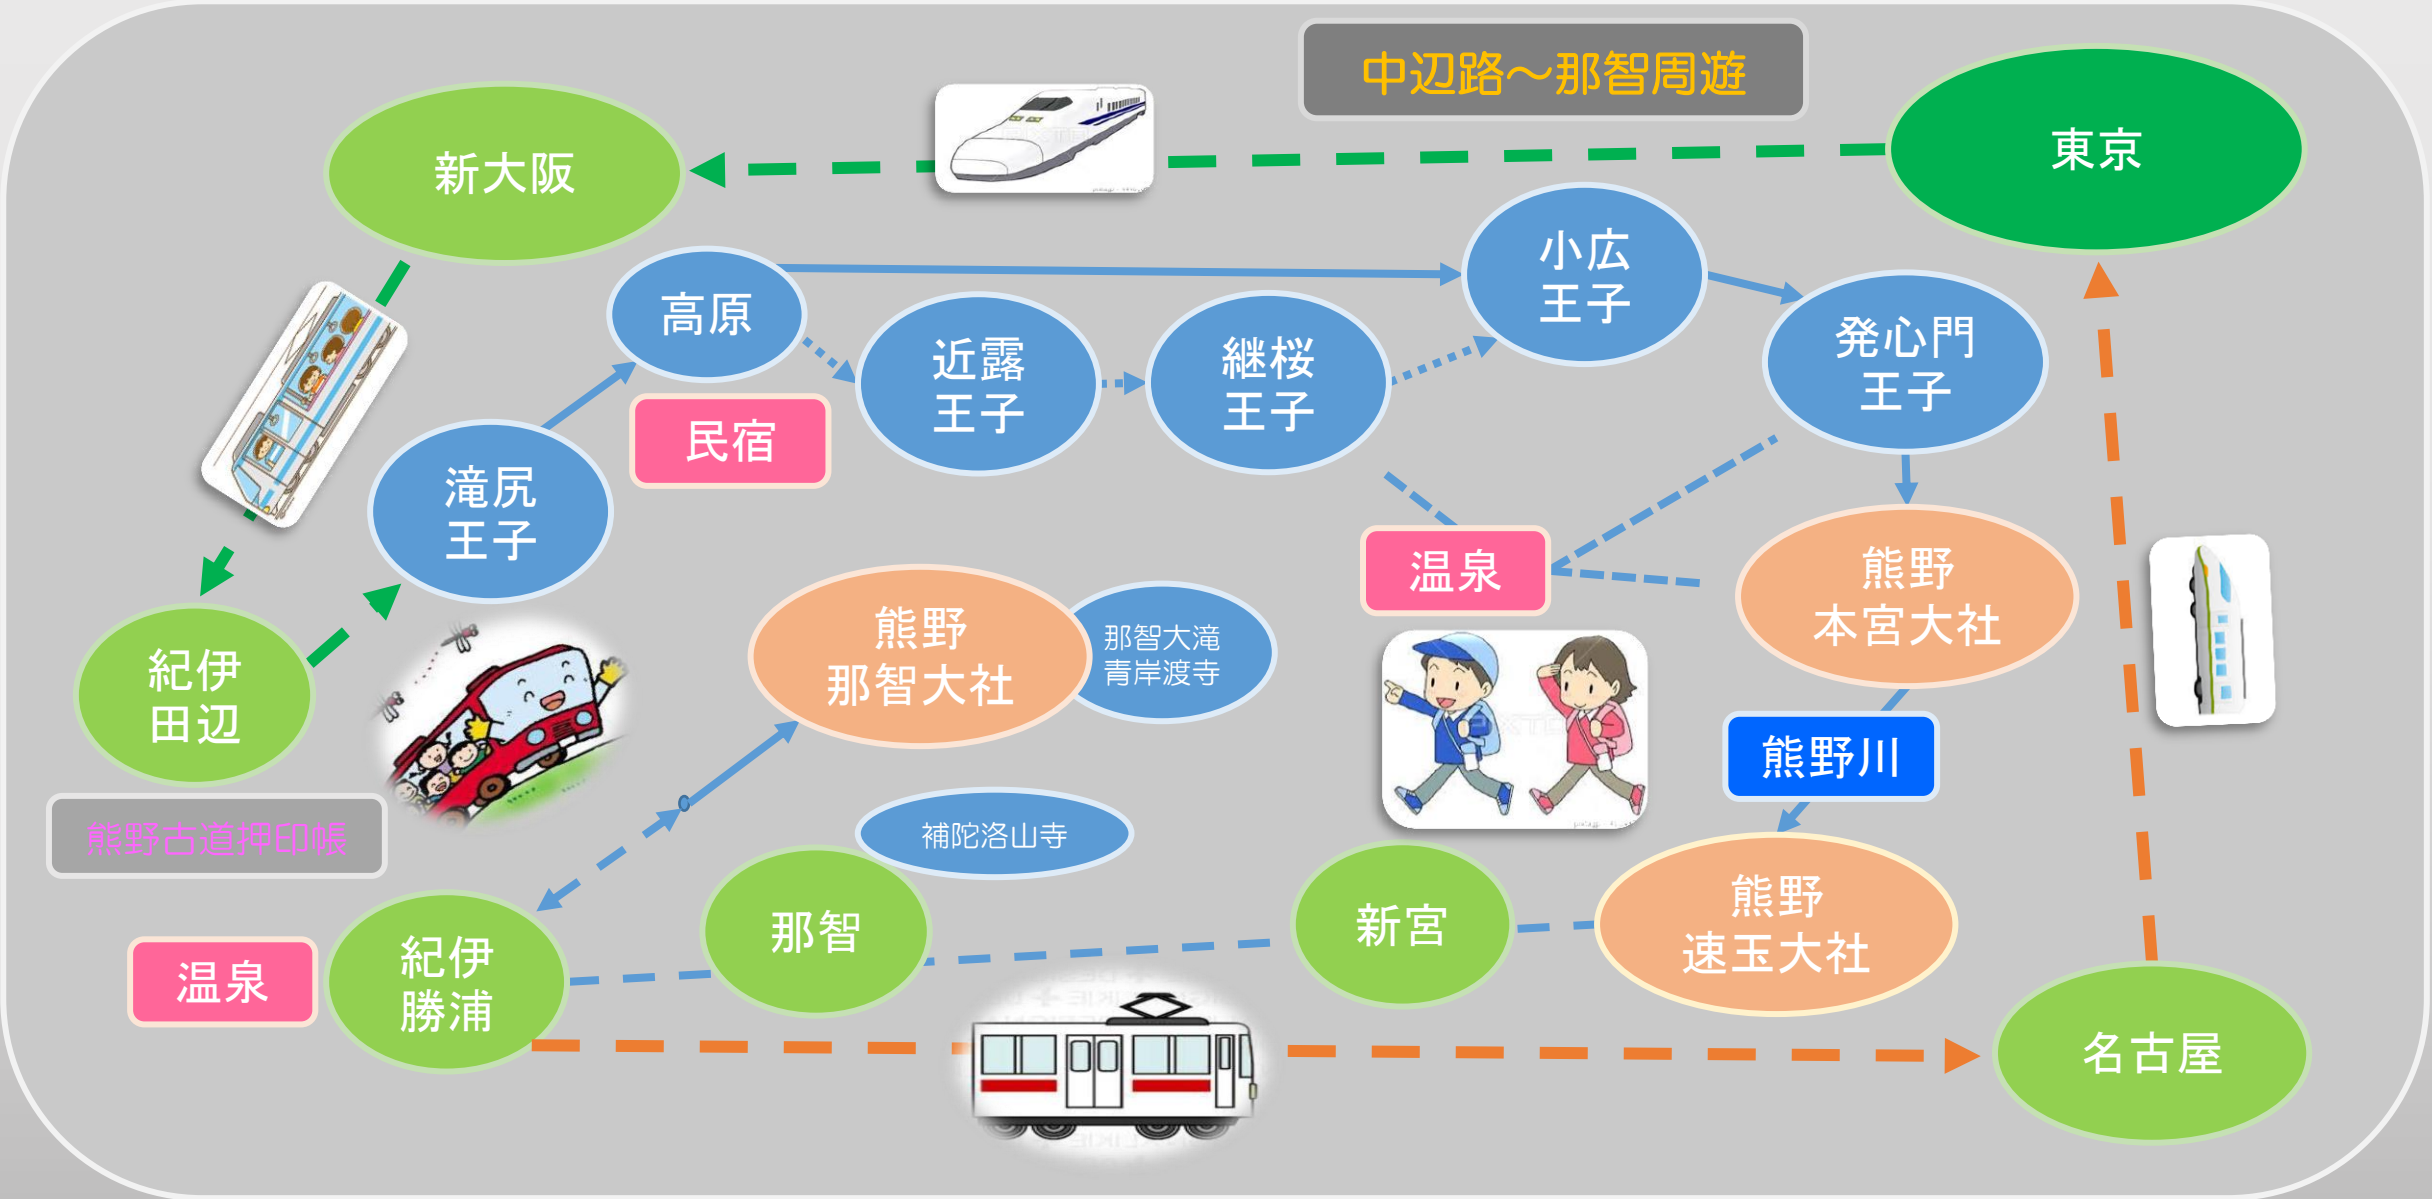 中辺路～那智周遊
東京
新大阪
小広
王子
高原
発心門
王子
近露
王子
継桜
王子
民宿
滝尻
王子
温泉
熊野
本宮大社
熊野
那智大社
那智大滝
青岸渡寺
紀伊
田辺
熊野川
熊野古道押印帳
補陀洛山寺
那智
新宮
熊野
速玉大社
温泉
紀伊
勝浦
名古屋